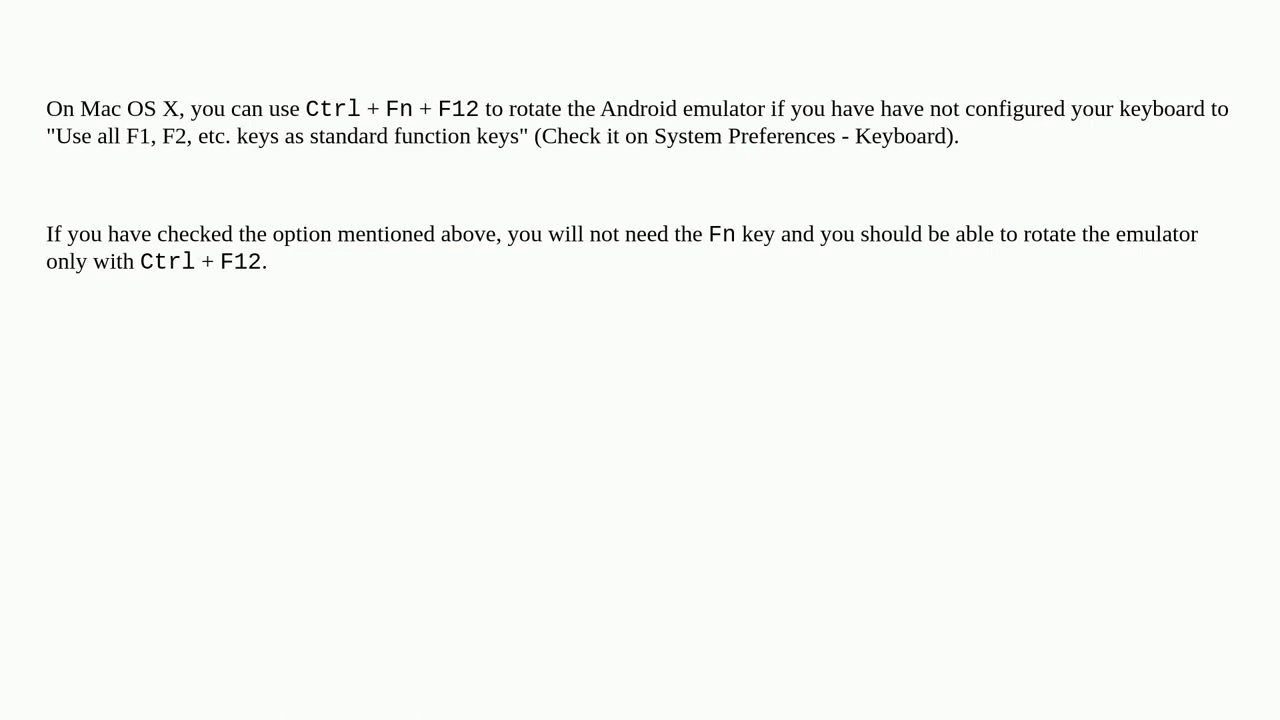 On Mac OS X, you can use Ctrl + Fn + F12 to rotate the Android emulator if you have have not configured your keyboard to
"Use all F1, F2, etc. keys as standard function keys" (Check it on System Preferences - Keyboard).
If you have checked the option mentioned above, you will not need the Fn key and you should be able to rotate the emulator
only with Ctrl + F12.